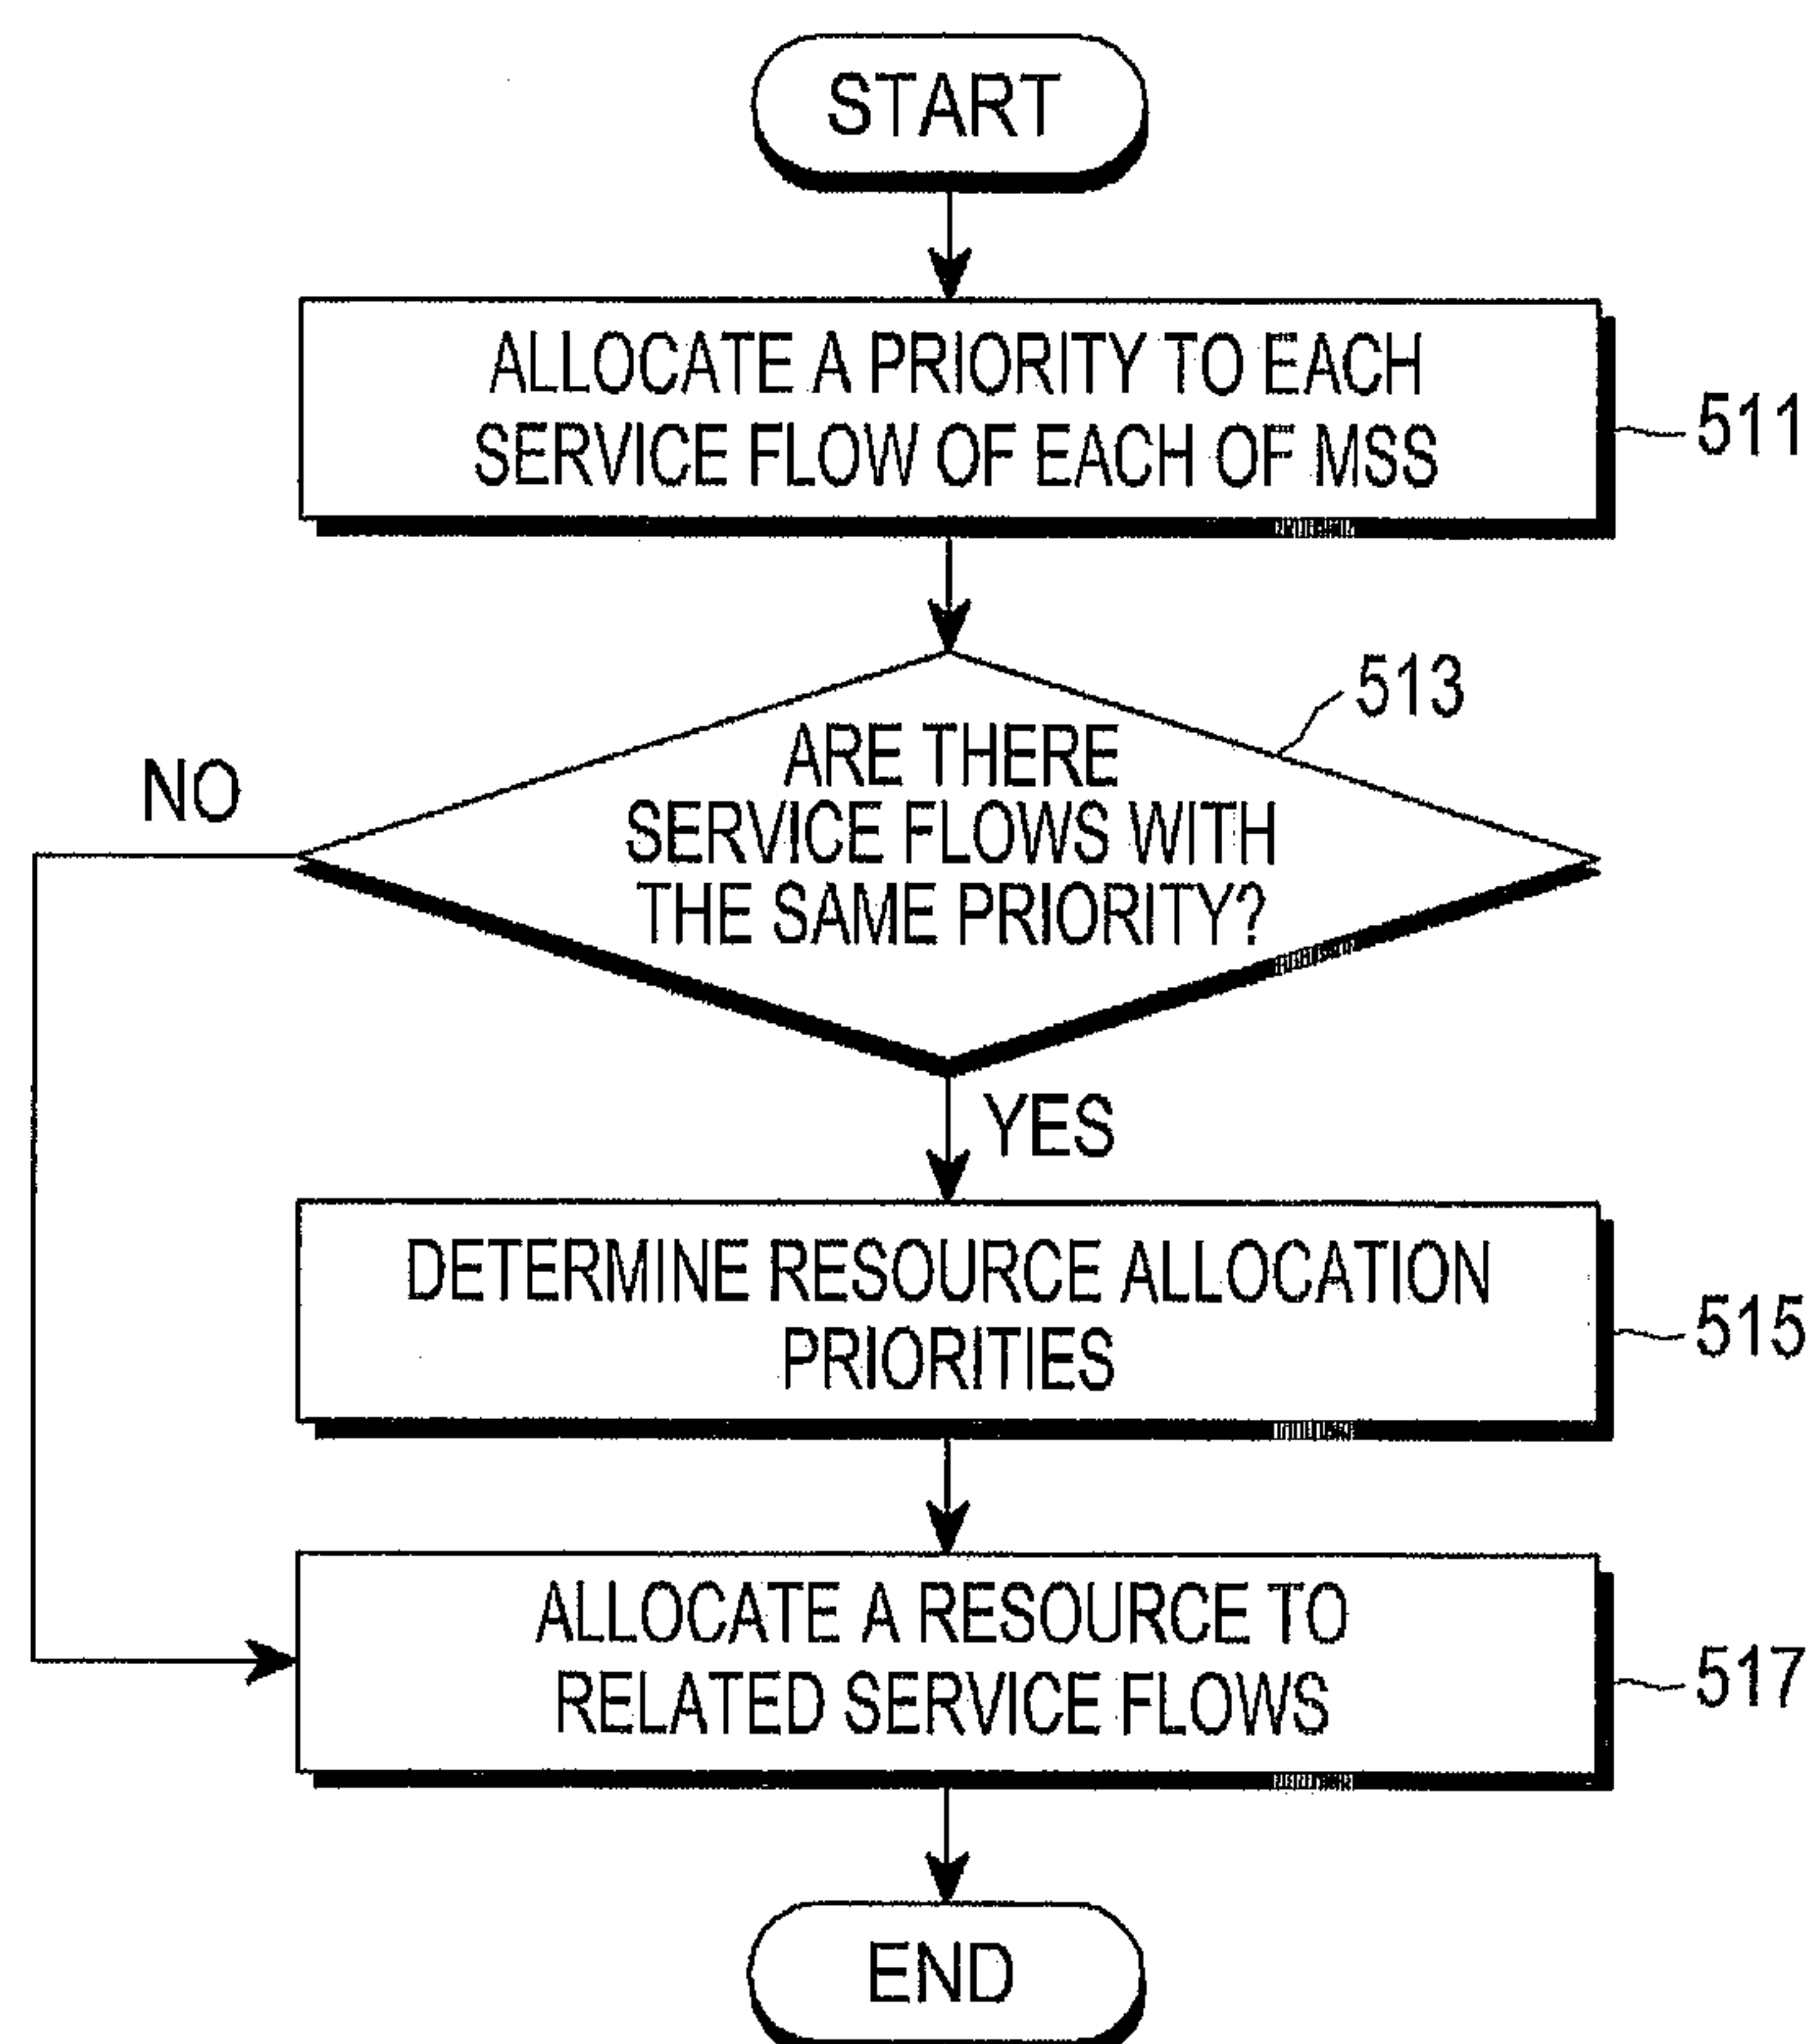 START
ALLOCATE A PRIORITY TO EACH
SERVICE FLOW OF EACH OF MSS
511
513
ARE THERE
SERVICE FLOWS WITH
THE SAME PRIORITY?
NO
YES
DETERMINE RESOURCE ALLOCATION
PRIORITIES
515
ALLOCATE A RESOURCE TO
RELATED SERVICE FLOWS
517
END